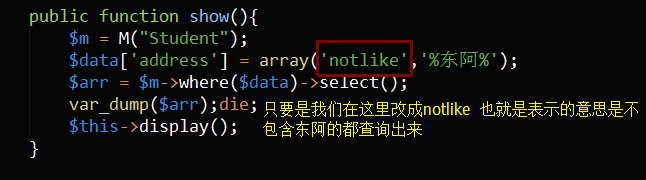 public function show(){
$m = M("Student");
$data['address'] = array('notlike','%东阿%');
$arr = $m->where($data)->select();
var_dump($arr);die;
只要是我们在这里改成notlike 也就是表示的意思是不
$this->display();
包含东阿的都查询出来
}